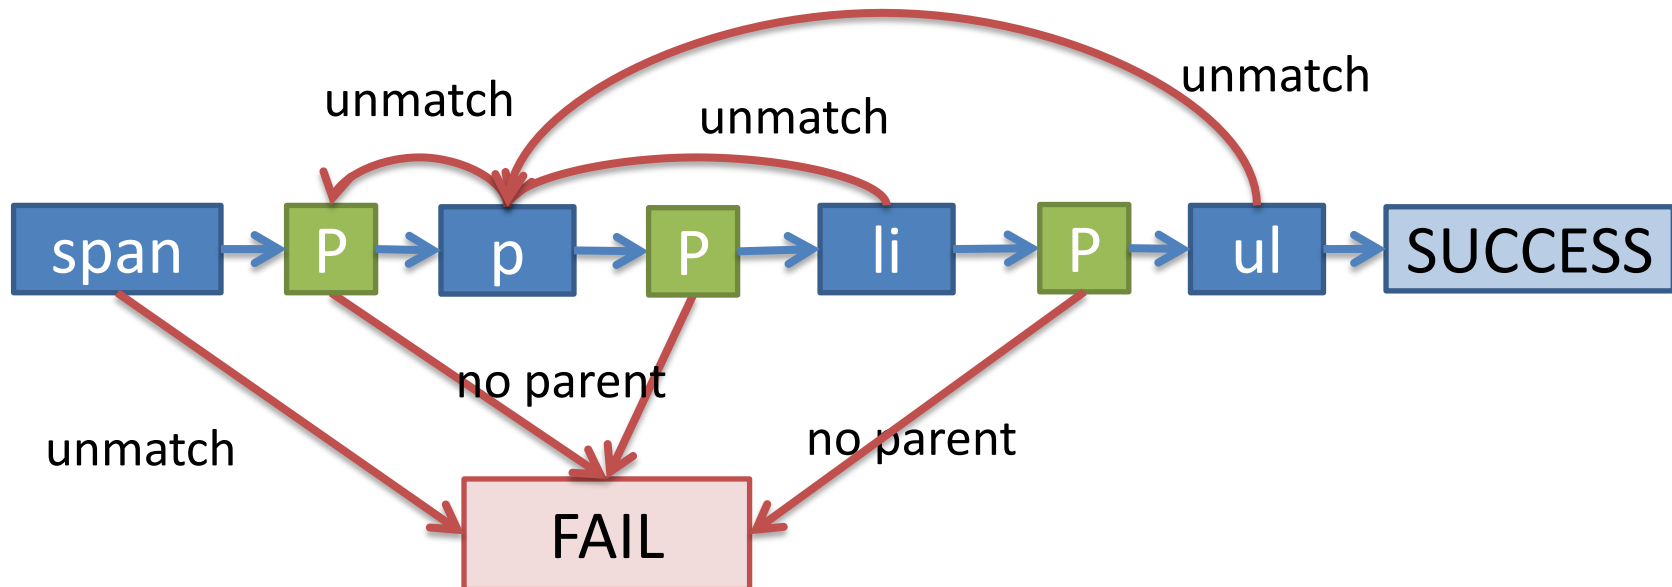 unmatch
unmatch
unmatch
span
P
p
P
li
P
ul
SUCCESS
no parent
unmatch
no parent
FAIL